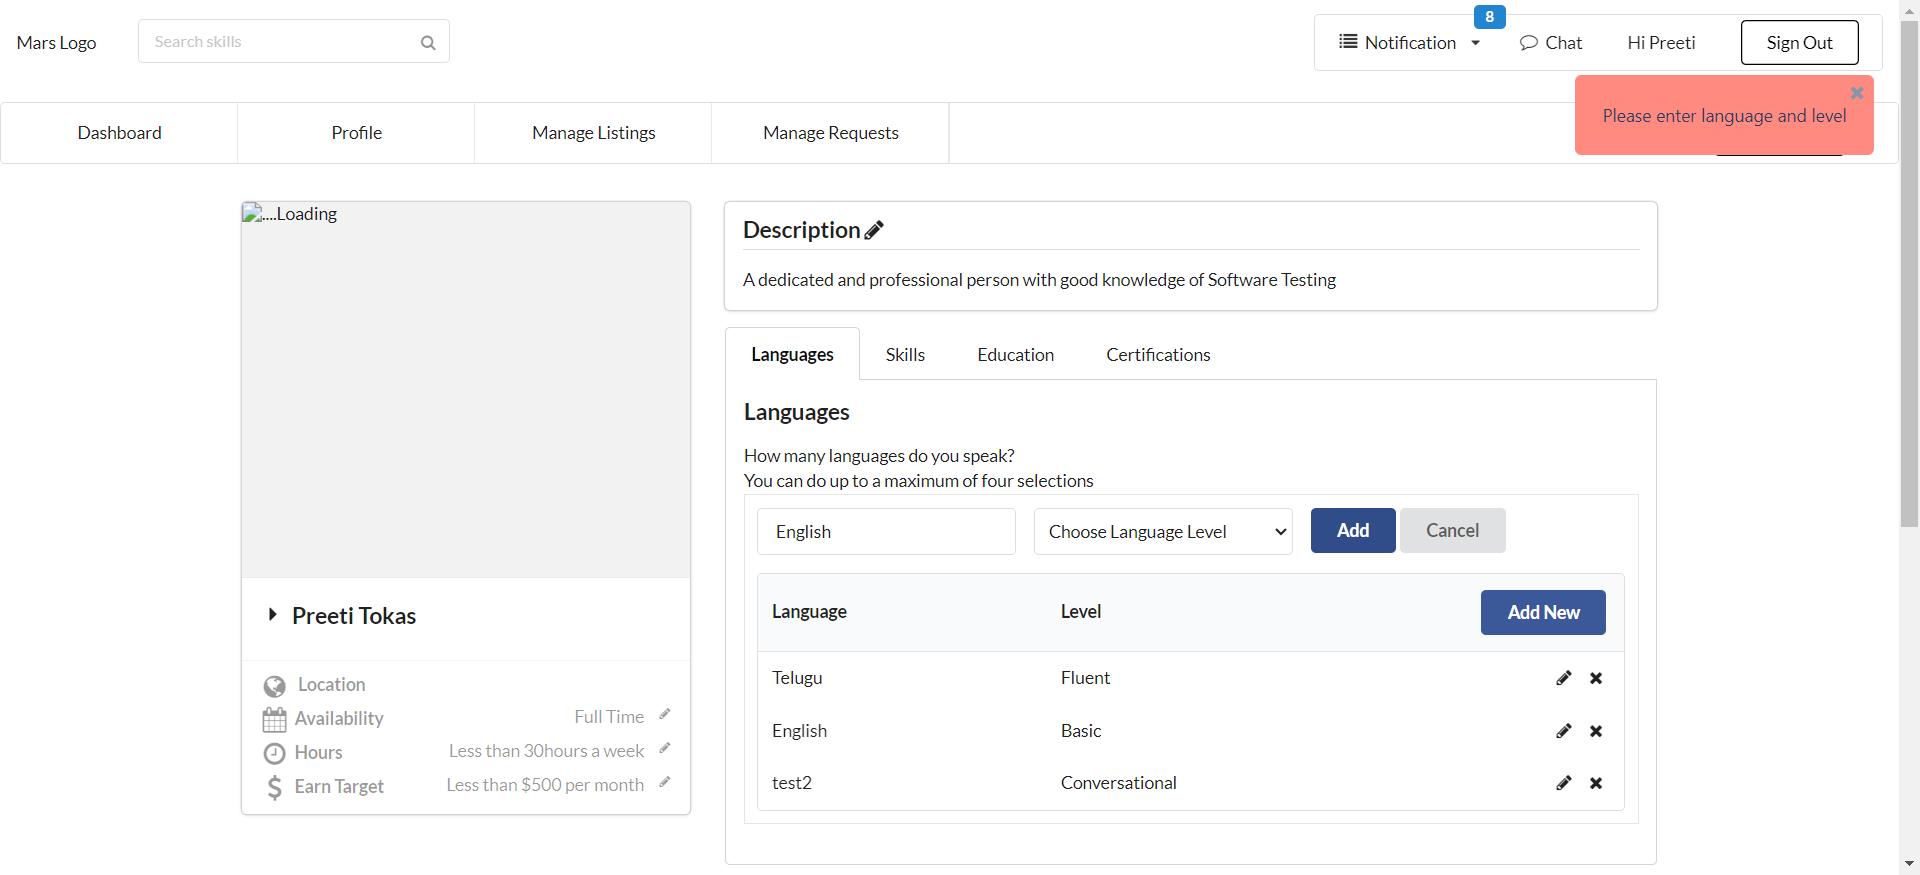 Mars Logo
Search skills
8
Notification
Chat
Hi Preeti
Sign Out
Please enter language and level
Dashboard
Profile
Manage Listings
Manage Requests
....Loading
Preeti Tokas
Location
Availability
Full Time
Hours
Less than 30hours a week
Earn Target
Less than $500 per month
Description
A dedicated and professional person with good knowledge of Software Testing
Languages
Skills
Education
Certifications
Languages
How many languages do you speak?
You can do up to a maximum of four selections
English
Choose Language Level
Add
Cancel
Language
Level
Add New
Telugu
Fluent
English
Basic
test2
Conversational